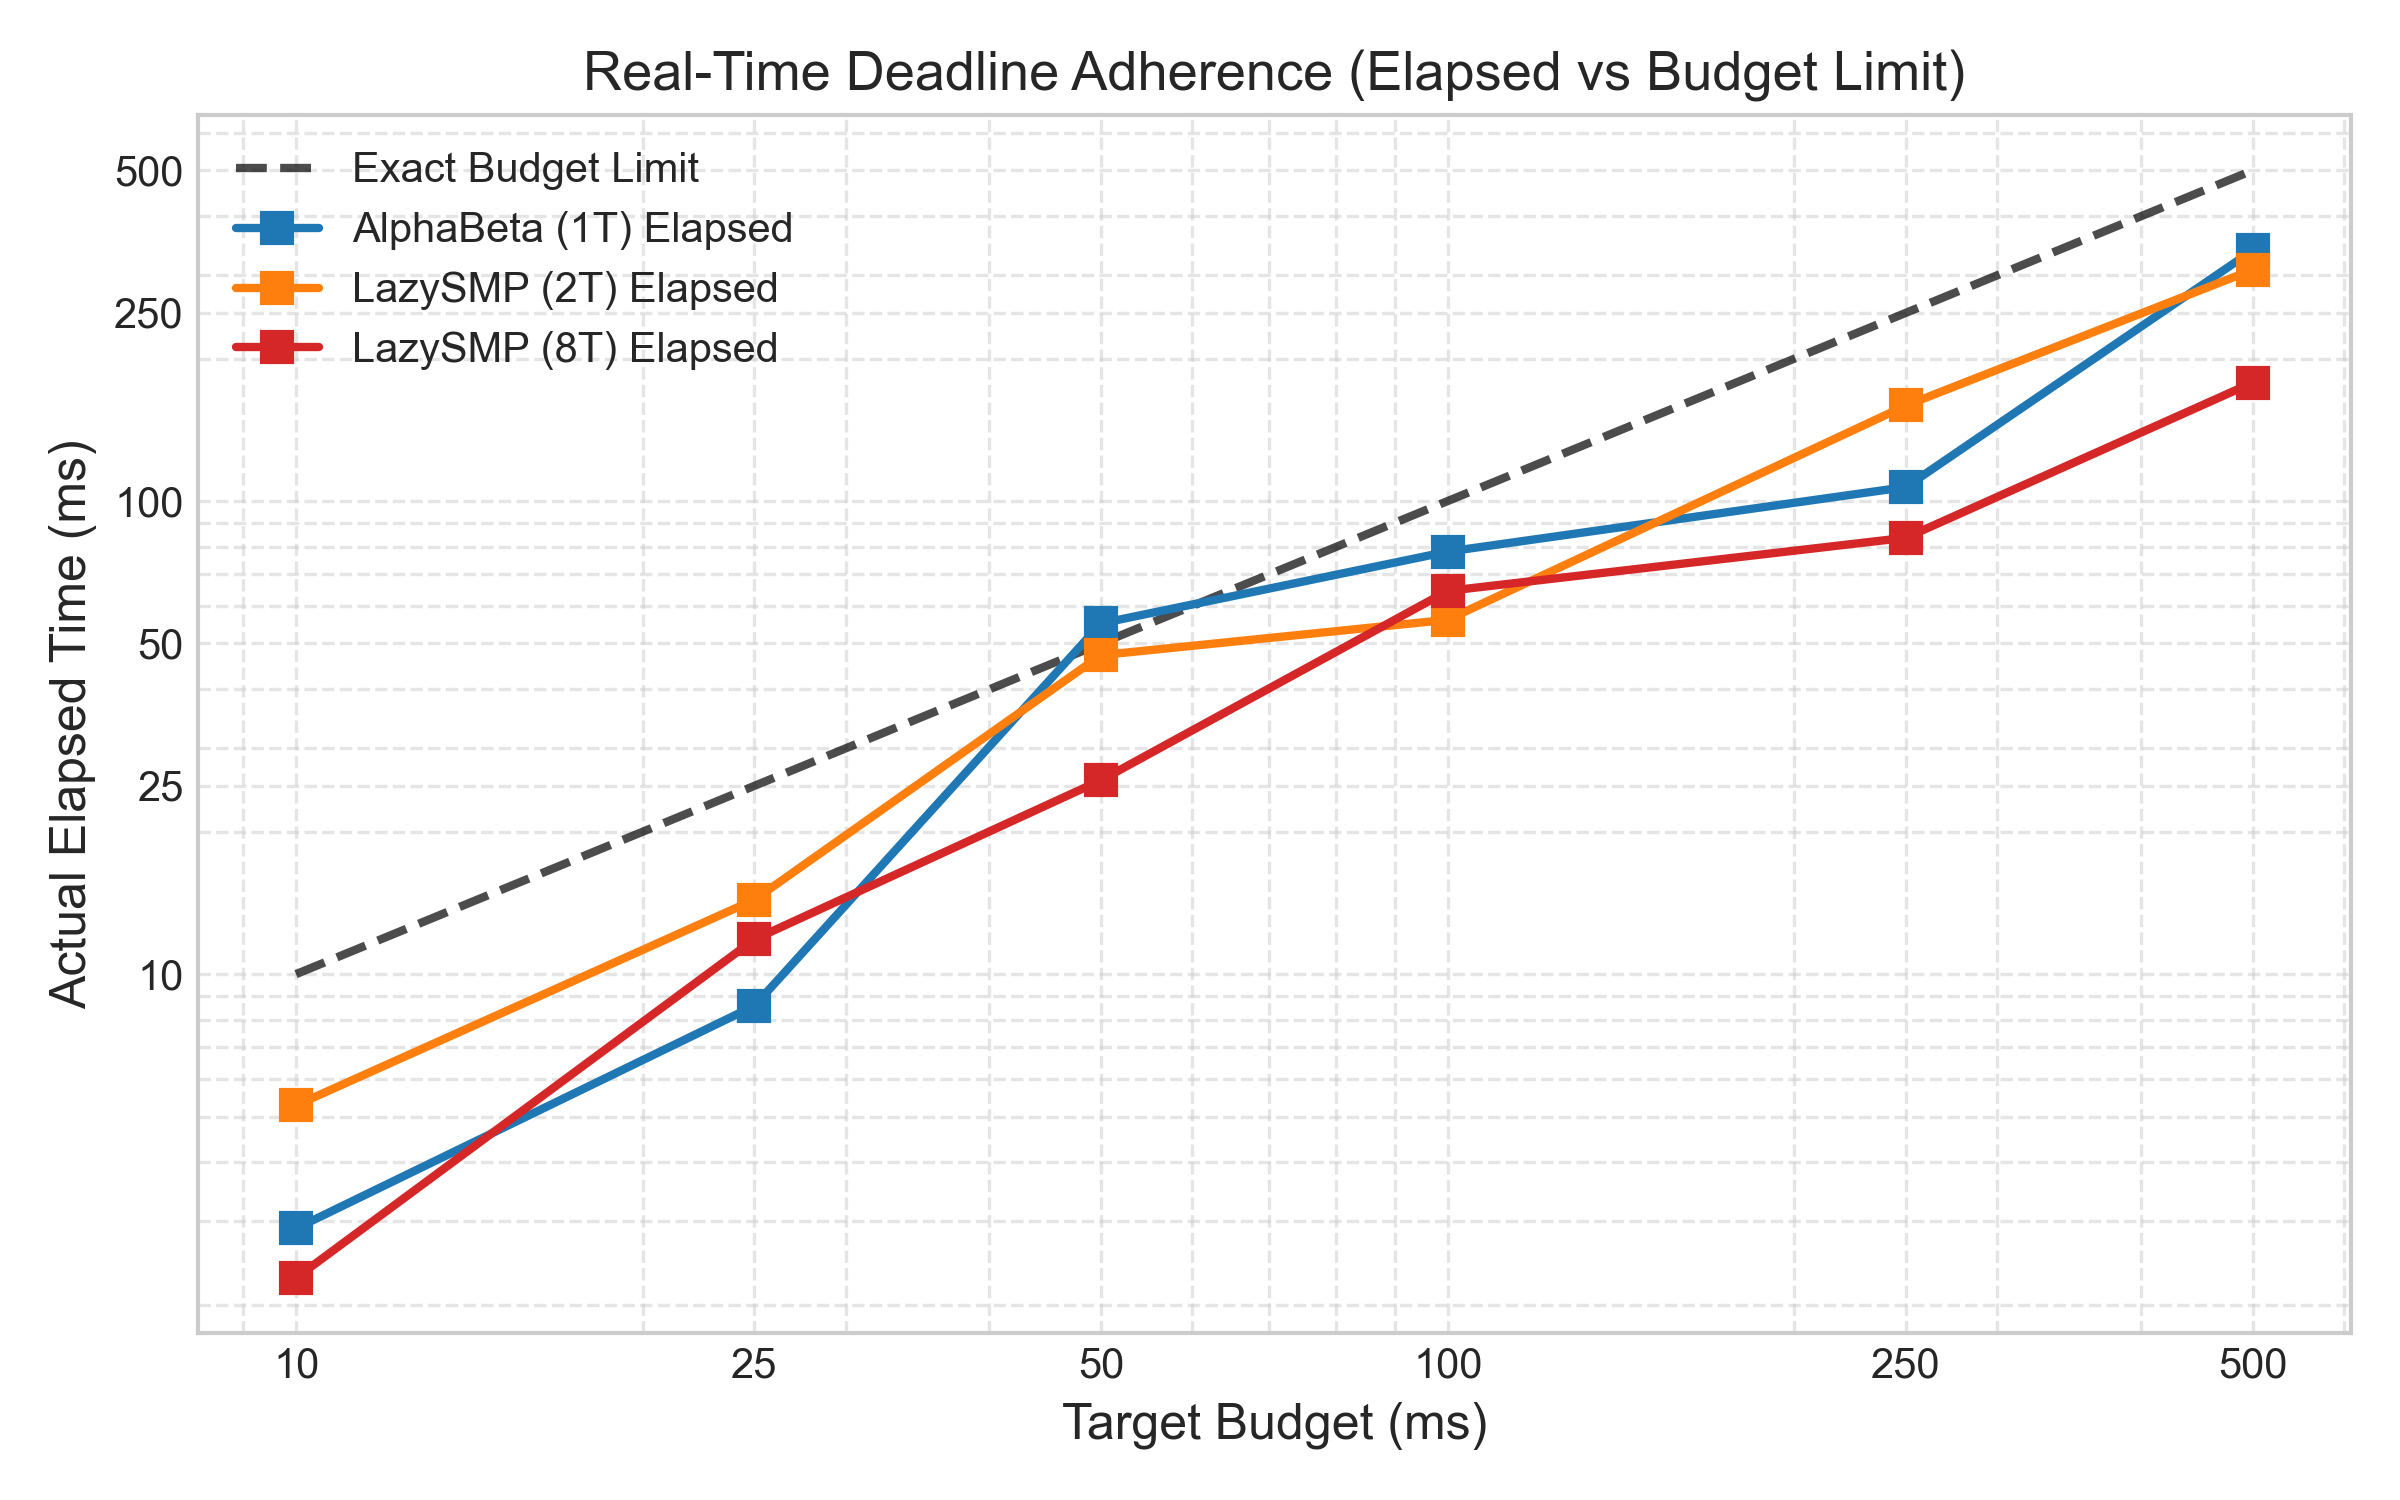 Real-Time Deadline Adherence (Elapsed vs Budget Limit)
Exact Budget Limit
AlphaBeta (1T) Elapsed
LazySMP (2T) Elapsed
LazySMP (8T) Elapsed
Actual Elapsed Time (ms)
500
250
100
50
25
10
10 25 50 100 250 500
Target Budget (ms)